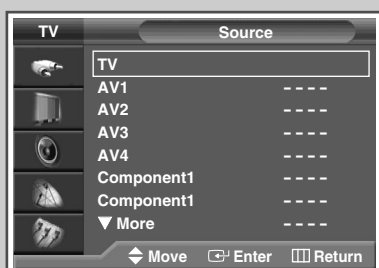 TV Source
TV
AV1 - - - -
AV2 - - - -
AV3 - - - -
AV4 - - - -
Component1 - - - -
Component1 - - - -
▼ More - - - -
Move Enter Return